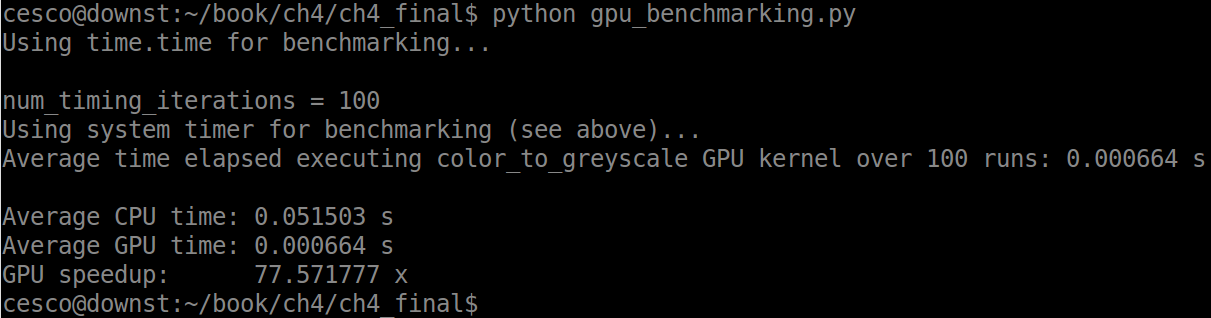 cesco@downst:~/book/ch4/ch4_final$ python gpu_benchmarking.py
Using time.time for benchmarking...
num_timing_iterations = 100
Using system timer for benchmarking (see above)...
Average time elapsed executing color_to_greyscale GPU kernel over 100 runs: 0.000664 s
Average CPU time: 0.051503 s
Average GPU time: 0.000664 s
GPU speedup:      77.571777 x
cesco@downst:~/book/ch4/ch4_final$